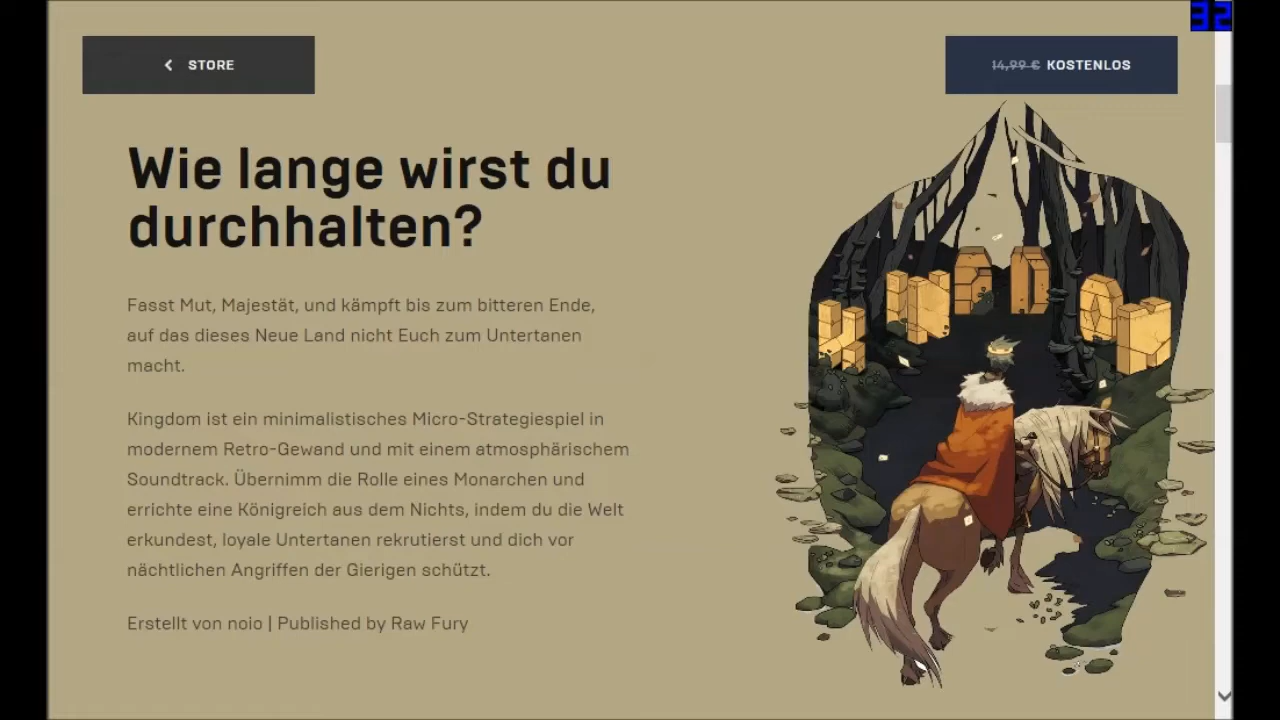 32
STORE
14,99 € KOSTENLOS
Wie lange wirst du
durchhalten?
Fasst Mut, Majestät, und kämpft bis zum bitteren Ende,
auf das dieses Neue Land nicht Euch zum Untertanen
macht.
Kingdom ist ein minimalistisches Micro-Strategiespiel in
modernem Retro-Gewand und mit einem atmosphärischem
Soundtrack. Übernimm die Rolle eines Monarchen und
errichte eine Königreich aus dem Nichts, indem du die Welt
erkundest, loyale Untertanen rekrutierst und dich vor
nächtlichen Angriffen der Gierigen schützt.
Erstellt von noio | Published by Raw Fury
KINGDOM